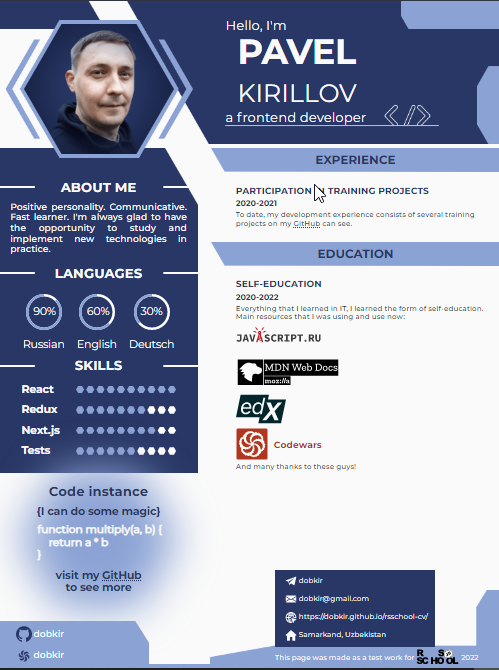 Hello, I'm
PAVEL
KIRILLOV
a frontend developer
</>
ABOUT ME
Positive personality. Communicative.
Fast learner. I'm always glad to have
the opportunity to study and
implement new technologies in
practice.
LANGUAGES
90% 60% 30%
Russian English Deutsch
SKILLS
React
Redux
Next.js
Tests
Code instance
{I can do some magic}
function multiply(a, b) {
return a * b
}
visit my GitHub
to see more
dobkir
dobkir
EXPERIENCE
PARTICIPATION IN TRAINING PROJECTS
2020-2021
To date, my development experience consists of several training
projects on my GitHub can see.
EDUCATION
SELF-EDUCATION
2020-2022
Everything that I learned in IT, I learned the form of self-education.
Main resources that I was using and use now:
JAVASCRIPT.RU
MDN Web Docs
moz://a
edX
Codewars
And many thanks to these guys!
dobkir
dobkir@gmail.com
https://dobkir.github.io/rsschool-cv/
Samarkand, Uzbekistan
This page was made as a test work for RS SCHOOL 2022